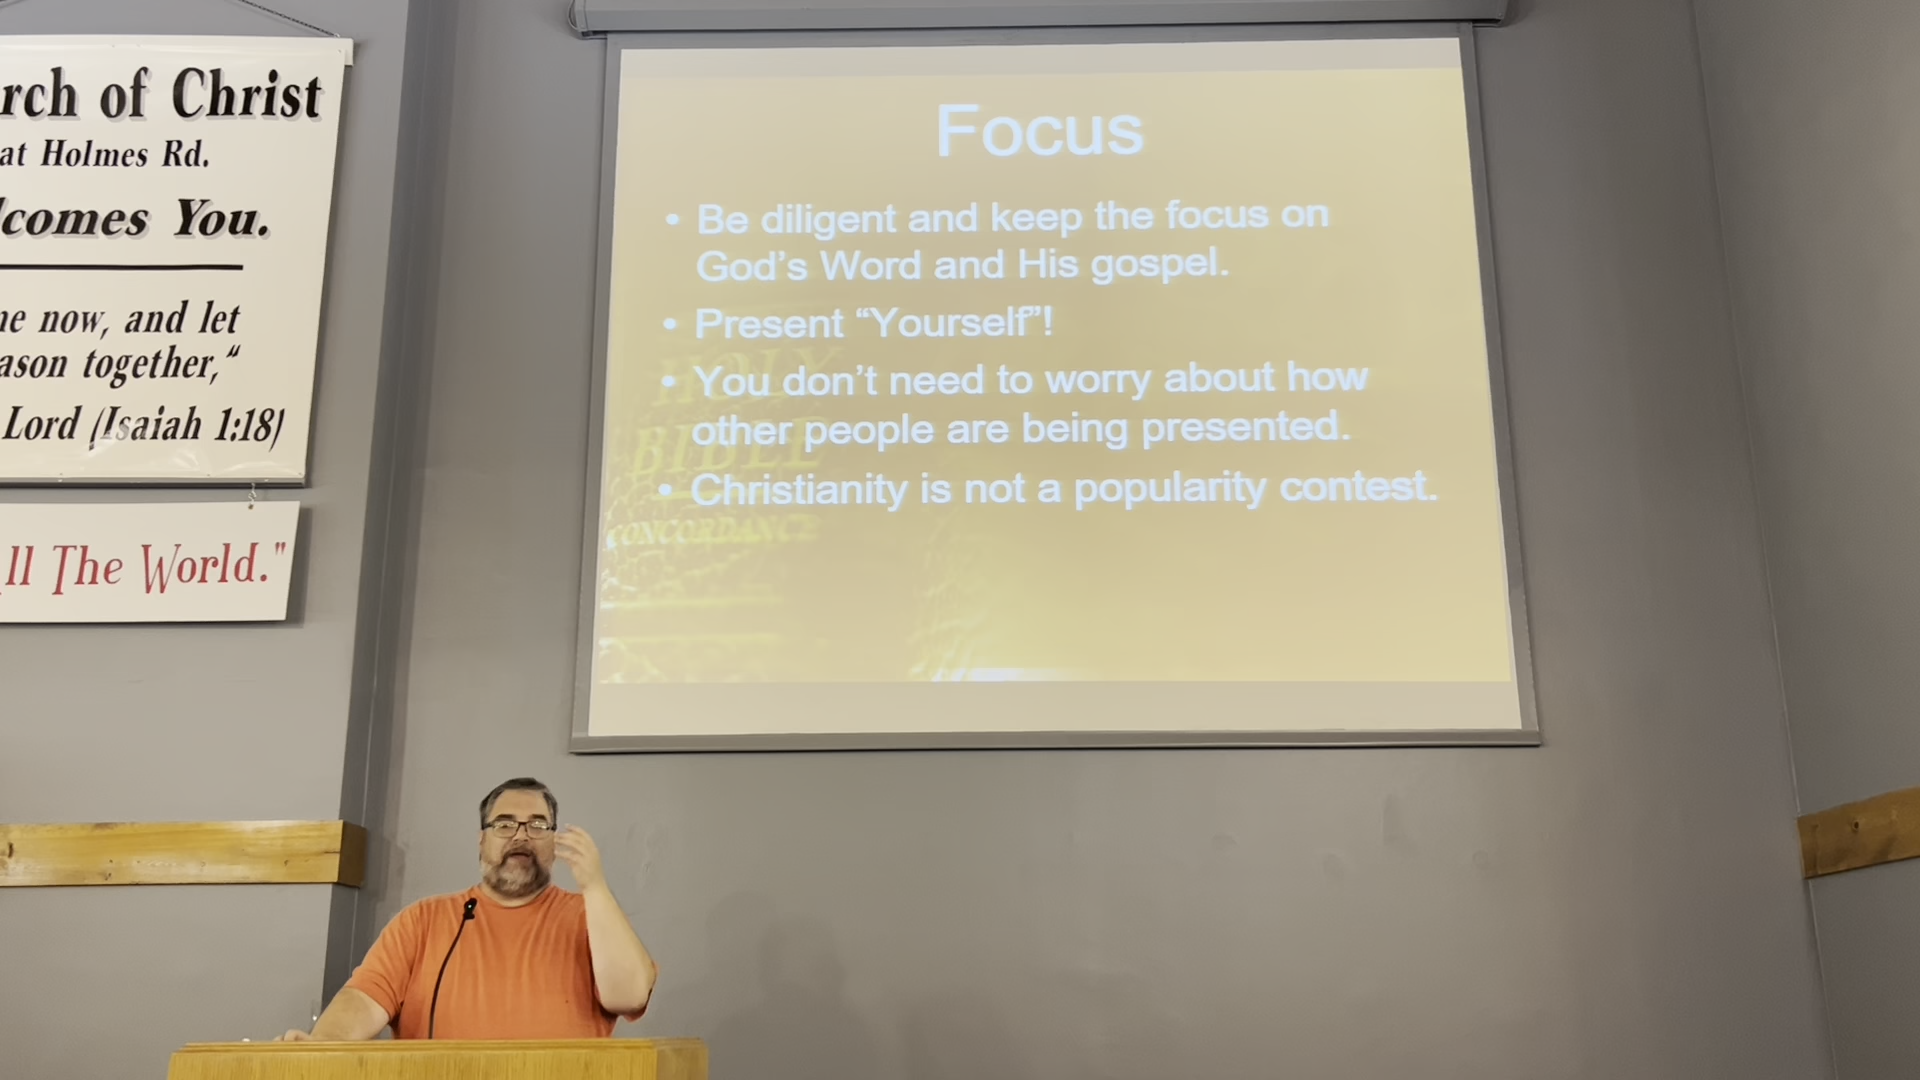 rch of Christ
at Holmes Rd.
lcomes You.
ne now, and let
ason together,“
Lord (Isaiah 1:18)
ll The World."
Focus
• Be diligent and keep the focus on
God’s Word and His gospel.
• Present “Yourself”!
• You don’t need to worry about how
other people are being presented.
• Christianity is not a popularity contest.
HOLY
BIBLE
CONCORDANCE